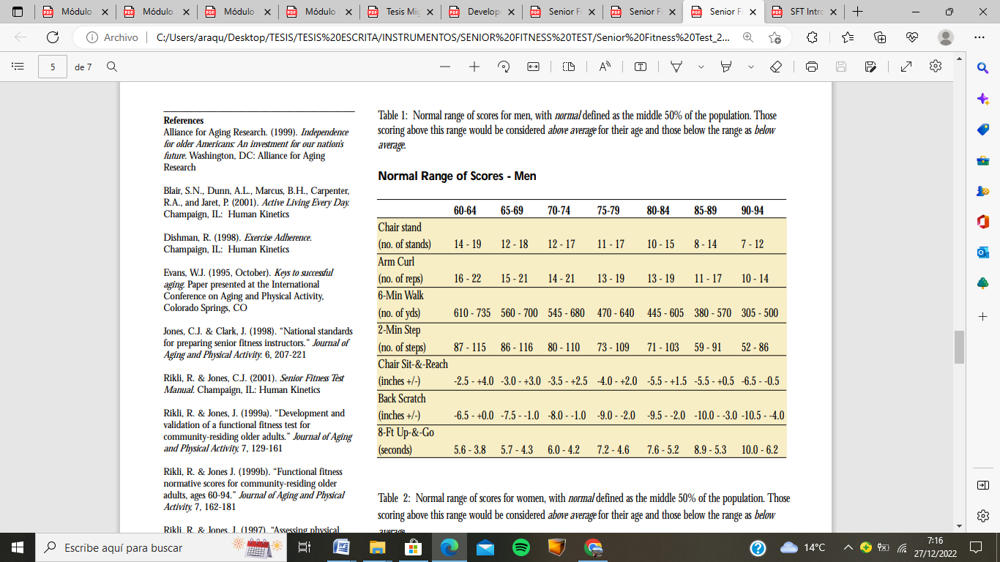 Módulo
Módulo
Módulo
Módulo
Tesis Mig
Develop
Senior Fi
Senior Fi
Senior Fi
SFT Intro
Archivo
C:/Users/araqu/Desktop/TESIS/TESIS%20ESCRITA/INSTRUMENTOS/SENIOR%20FITNESS%20TEST/Senior%20Fitness%20Test_2...
5 de 7
References
Alliance for Aging Research. (1999). Independence
for older Americans: An investment for our nation's
future. Washington, DC: Alliance for Aging
Research
Blair, S.N., Dunn, A.L., Marcus, B.H., Carpenter,
R.A., and Jaret, P. (2001). Active Living Every Day.
Champaign, IL: Human Kinetics
Dishman, R. (1998). Exercise Adherence.
Champaign, IL: Human Kinetics
Evans, W.J. (1995, October). Keys to successful
aging. Paper presented at the International
Conference on Aging and Physical Activity,
Colorado Springs, CO
Jones, C.J. & Clark, J. (1998). “National standards
for preparing senior fitness instructors.” Journal of
Aging and Physical Activity. 6, 207-221
Rikli, R. & Jones, C.J. (2001). Senior Fitness Test
Manual. Champaign, IL: Human Kinetics
Rikli, R. & Jones, J. (1999a). “Development and
validation of a functional fitness test for
community-residing older adults.” Journal of Aging
and Physical Activity, 7, 129-161
Rikli, R. & Jones J. (1999b). “Functional fitness
normative scores for community-residing older
adults, ages 60-94.” Journal of Aging and Physical
Activity, 7, 162-181
Rikli, R. & Jones, J. (1997). “Assessing physical
Table 1: Normal range of scores for men, with normal defined as the middle 50% of the population. Those
scoring above this range would be considered above average for their age and those below the range as below
average.
Normal Range of Scores - Men
60-64 65-69 70-74 75-79 80-84 85-89 90-94
Chair stand
(no. of stands) 14 - 19 12 - 18 12 - 17 11 - 17 10 - 15 8 - 14 7 - 12
Arm Curl
(no. of reps) 16 - 22 15 - 21 14 - 21 13 - 19 13 - 19 11 - 17 10 - 14
6-Min Walk
(no. of yds) 610 - 735 560 - 700 545 - 680 470 - 640 445 - 605 380 - 570 305 - 500
2-Min Step
(no. of steps) 87 - 115 86 - 116 80 - 110 73 - 109 71 - 103 59 - 91 52 - 86
Chair Sit-&-Reach
(inches +/-) -2.5 - +4.0 -3.0 - +3.0 -3.5 - +2.5 -4.0 - +2.0 -5.5 - +1.5 -5.5 - +0.5 -6.5 - -0.5
Back Scratch
(inches +/-) -6.5 - +0.0 -7.5 - -1.0 -8.0 - -1.0 -9.0 - -2.0 -9.5 - -2.0 -10.0 - -3.0 -10.5 - -4.0
8-Ft Up-&-Go
(seconds) 5.6 - 3.8 5.7 - 4.3 6.0 - 4.2 7.2 - 4.6 7.6 - 5.2 8.9 - 5.3 10.0 - 6.2
Table 2: Normal range of scores for women, with normal defined as the middle 50% of the population. Those
scoring above this range would be considered above average for their age and those below the range as below
average.
Escribe aquí para buscar
14°C
7:16
27/12/2022